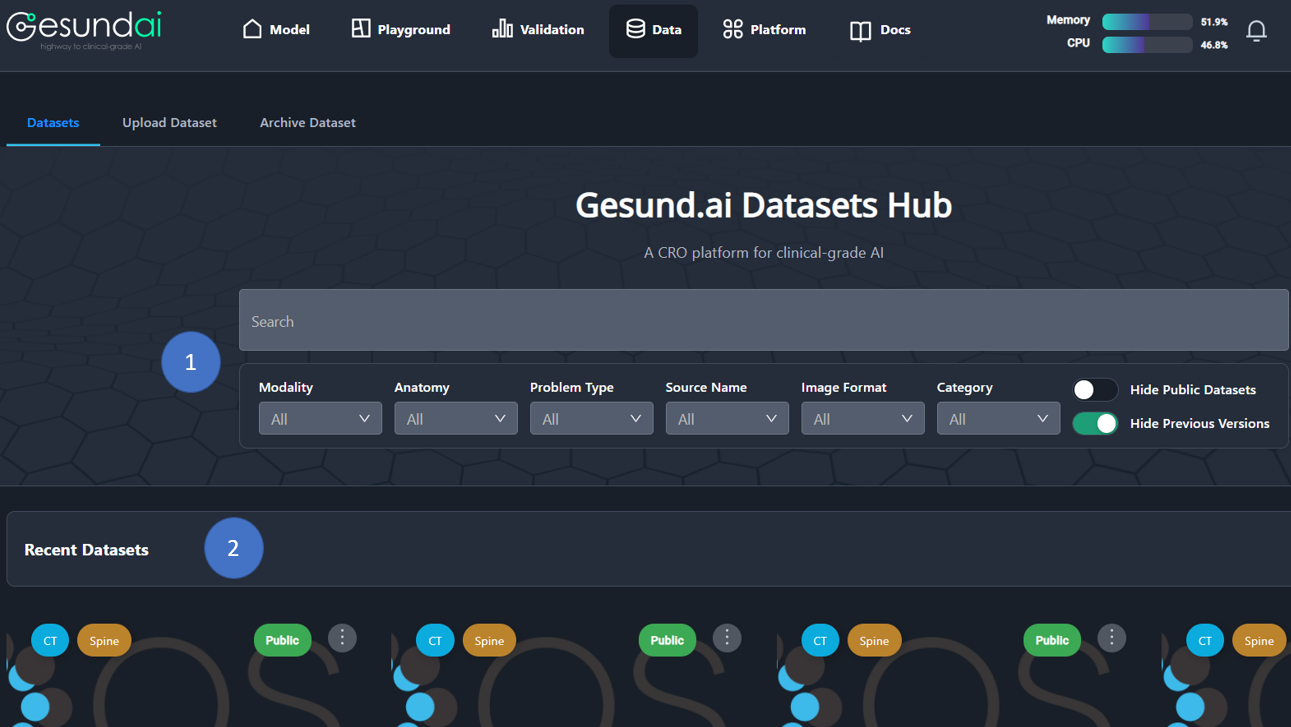 Gesundai
highway to clinical-grade AI
Model Playground Validation Data Platform Docs
Memory 51.9%
CPU 46.8%
Datasets Upload Dataset Archive Dataset
Gesund.ai Datasets Hub
A CRO platform for clinical-grade AI
Search
1
Modality Anatomy Problem Type Source Name Image Format Category
All All All All All All
Hide Public Datasets
Hide Previous Versions
Recent Datasets 2
CT Spine Public CT Spine Public CT Spine Public CT Spine
OS OS OS